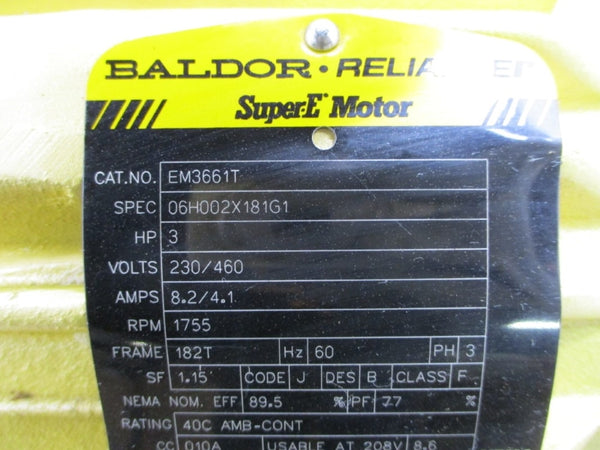 BALDOR • RELIA
Super-E Motor
CAT.NO. EM3661T
SPEC 06H002X181G1
HP 3
VOLTS 230/460
AMPS 8.2/4.1
RPM 1755
FRAME 182T Hz 60 PH 3
SF 1.15 CODE J DES B CLASS F
NEMA NOM. EFF 89.5 % PF 77 %
RATING 40C AMB-CONT
CC 010A USABLE AT 208V 8.6